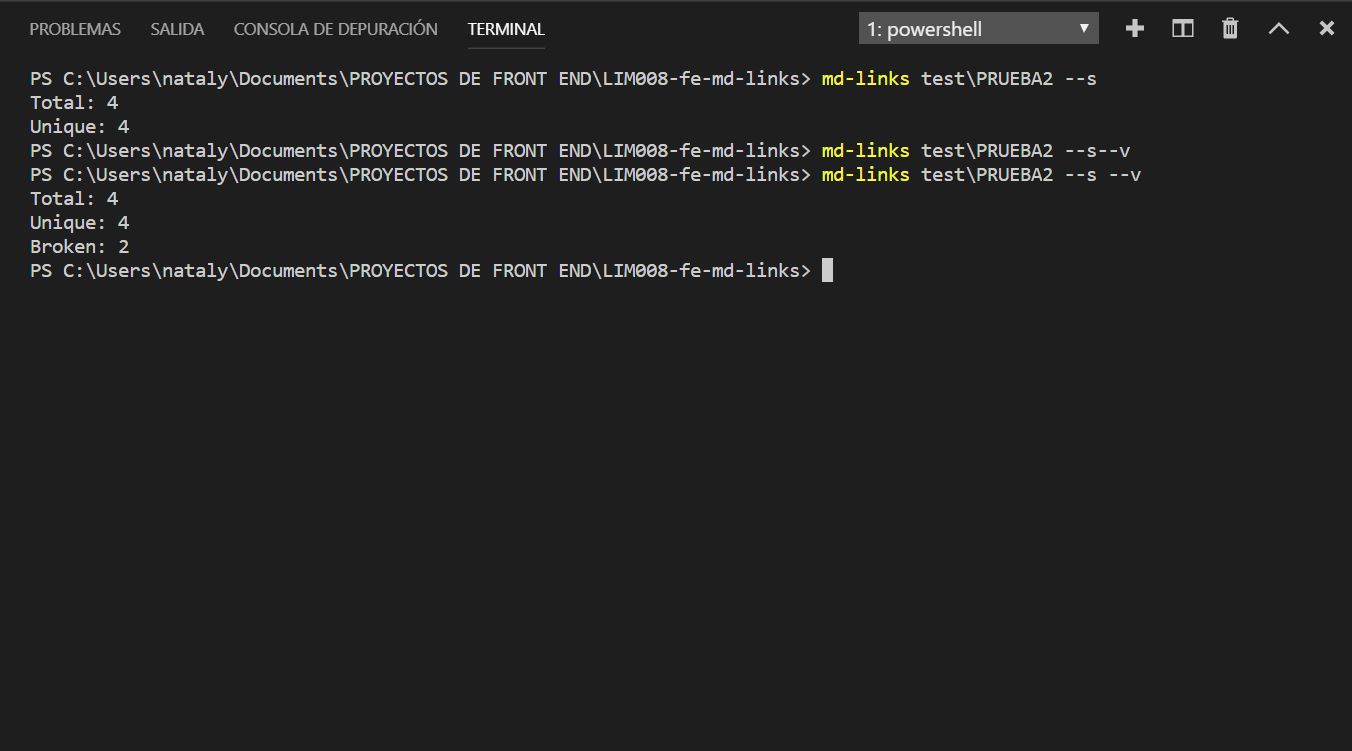 PROBLEMAS SALIDA CONSOLA DE DEPURACIÓN TERMINAL 1: powershell
PS C:\Users\nataly\Documents\PROYECTOS DE FRONT END\LIM008-fe-md-links> md-links test\PRUEBA2 --s
Total: 4
Unique: 4
PS C:\Users\nataly\Documents\PROYECTOS DE FRONT END\LIM008-fe-md-links> md-links test\PRUEBA2 --s--v
PS C:\Users\nataly\Documents\PROYECTOS DE FRONT END\LIM008-fe-md-links> md-links test\PRUEBA2 --s --v
Total: 4
Unique: 4
Broken: 2
PS C:\Users\nataly\Documents\PROYECTOS DE FRONT END\LIM008-fe-md-links>